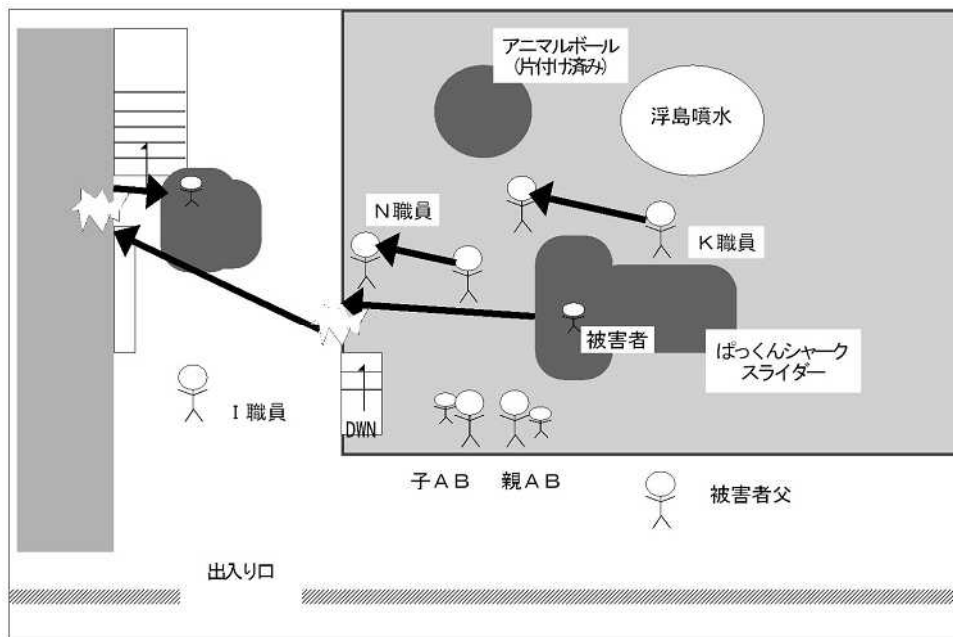 アニマルボール
（片付け済み）
浮島噴水
N職員
K職員
被害者
ぱっくんシャーク
スライダー
I職員
DWN
子AB
親AB
被害者父
出入り口